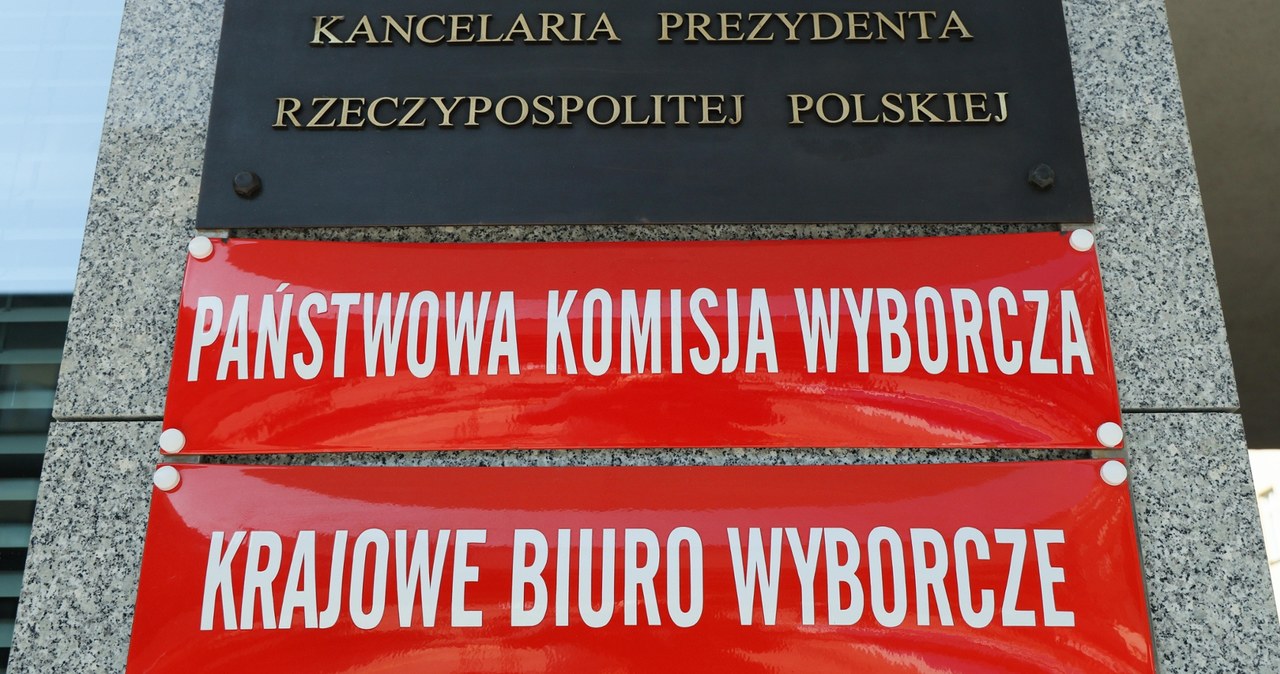 KANCELARIA PREZYDENTA
RZECZYPOSPOLITEJ POLSKIEJ
PAŃSTWOWA KOMISJA WYBORCZA
KRAJOWE BIURO WYBORCZE